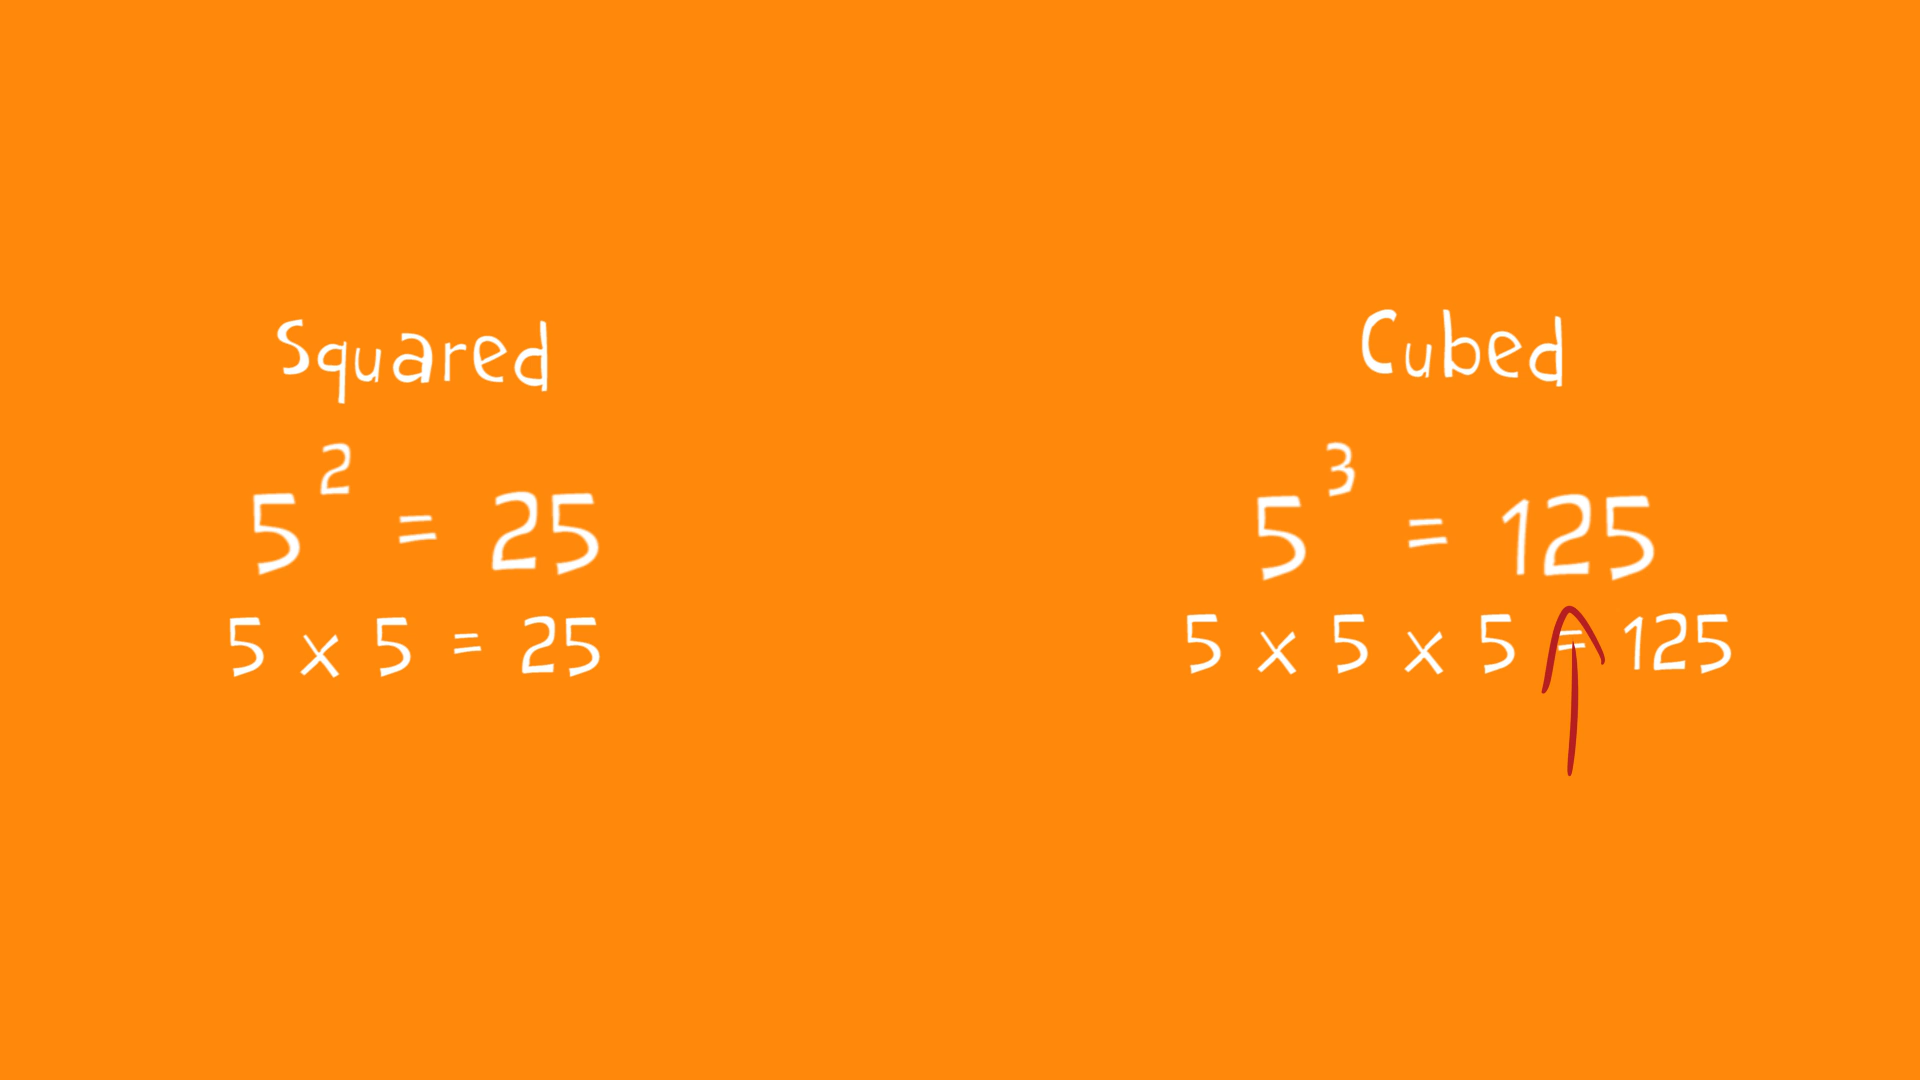 Squared
5² = 25
5 x 5 = 25
Cubed
5³ = 125
5 x 5 x 5 = 125